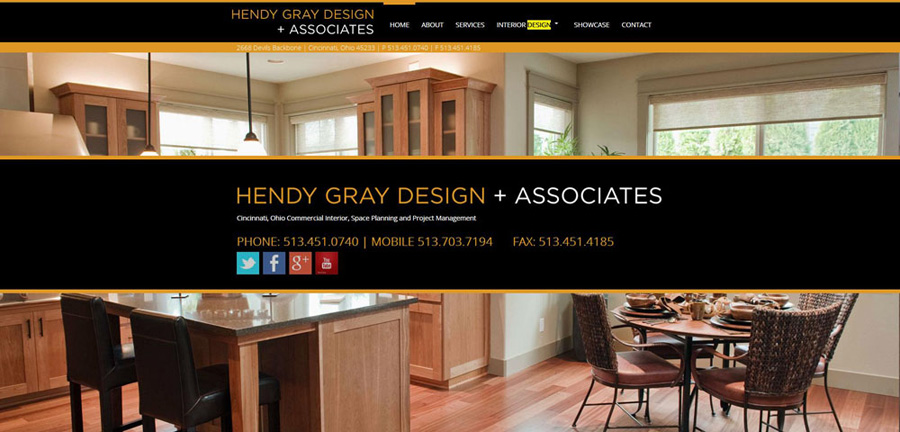 HENDY GRAY DESIGN
+ ASSOCIATES
HOME ABOUT SERVICES INTERIOR DESIGN SHOWCASE CONTACT
2668 Devils Backbone | Cincinnati, Ohio 45233 | P 513.451.0740 | F 513.451.4185
HENDY GRAY DESIGN + ASSOCIATES
Cincinnati, Ohio Commercial Interior, Space Planning and Project Management
PHONE: 513.451.0740 | MOBILE 513.703.7194 FAX: 513.451.4185
f g+ You